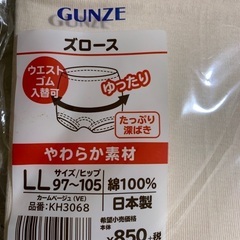 GUNZE
ズロース
ウエスト
ゴム
入替可
ゆったり
たっぷり
深ばき
やわらか素材
LL サイズ/ヒップ 97~105 綿100%
カームベージュ(VE)
品番:KH3068
日本製
希望小売価格
本体 ¥850+税